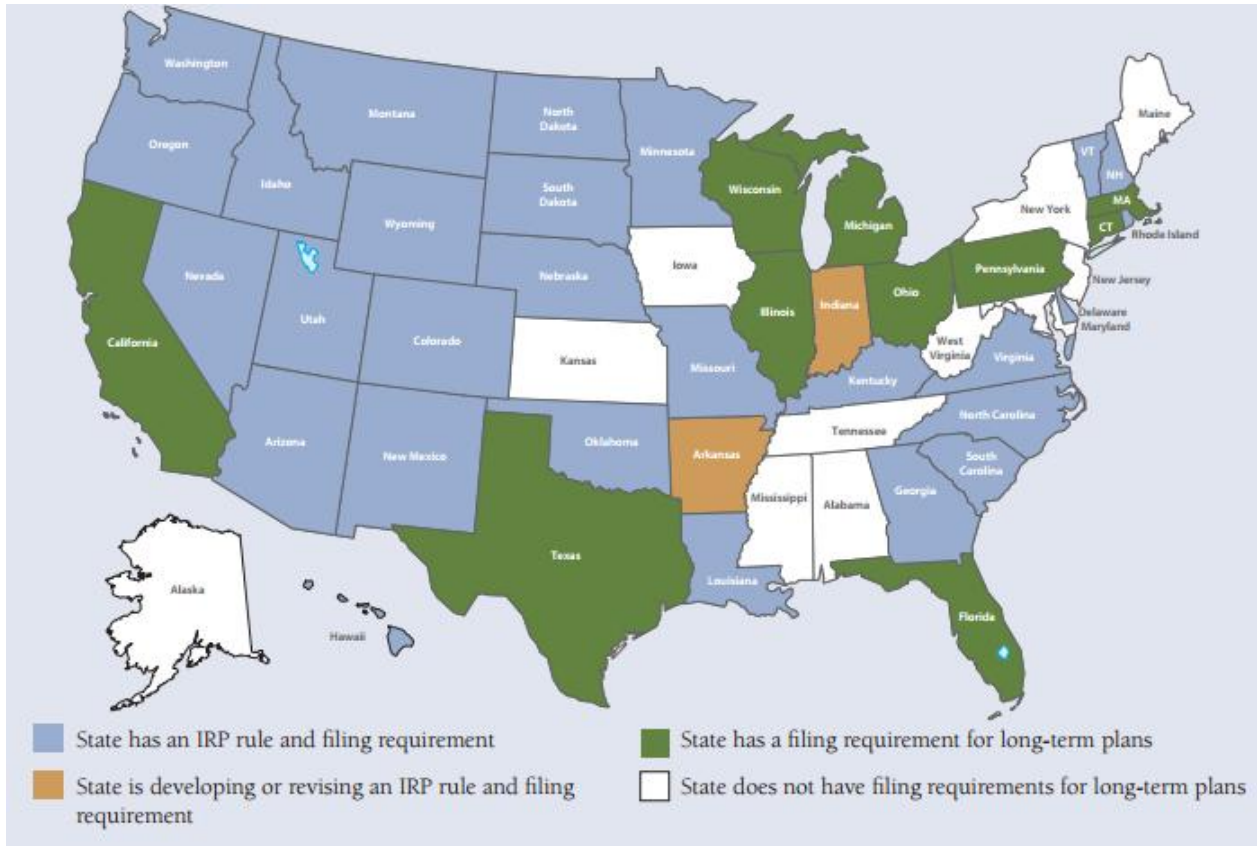 Washington
Montana
North
Dakota
Minnesota
Maine
Oregon
Idaho
South
Dakota
Wisconsin
VT
NH
Wyoming
Michigan
New York
MA
CT
Rhode Island
Nevada
Nebraska
Iowa
Pennsylvania
New Jersey
Illinois
Indiana
Ohio
Utah
Colorado
California
Delaware
Maryland
West
Virginia
Virginia
Kansas
Missouri
Kentucky
North Carolina
Tennessee
Arizona
New Mexico
Oklahoma
Arkansas
South
Carolina
Mississippi
Alabama
Georgia
Texas
Louisiana
Alaska
Hawaii
Florida
State has an IRP rule and filing requirement
State has a filing requirement for long-term plans
State is developing or revising an IRP rule and filing
requirement
State does not have filing requirements for long-term plans